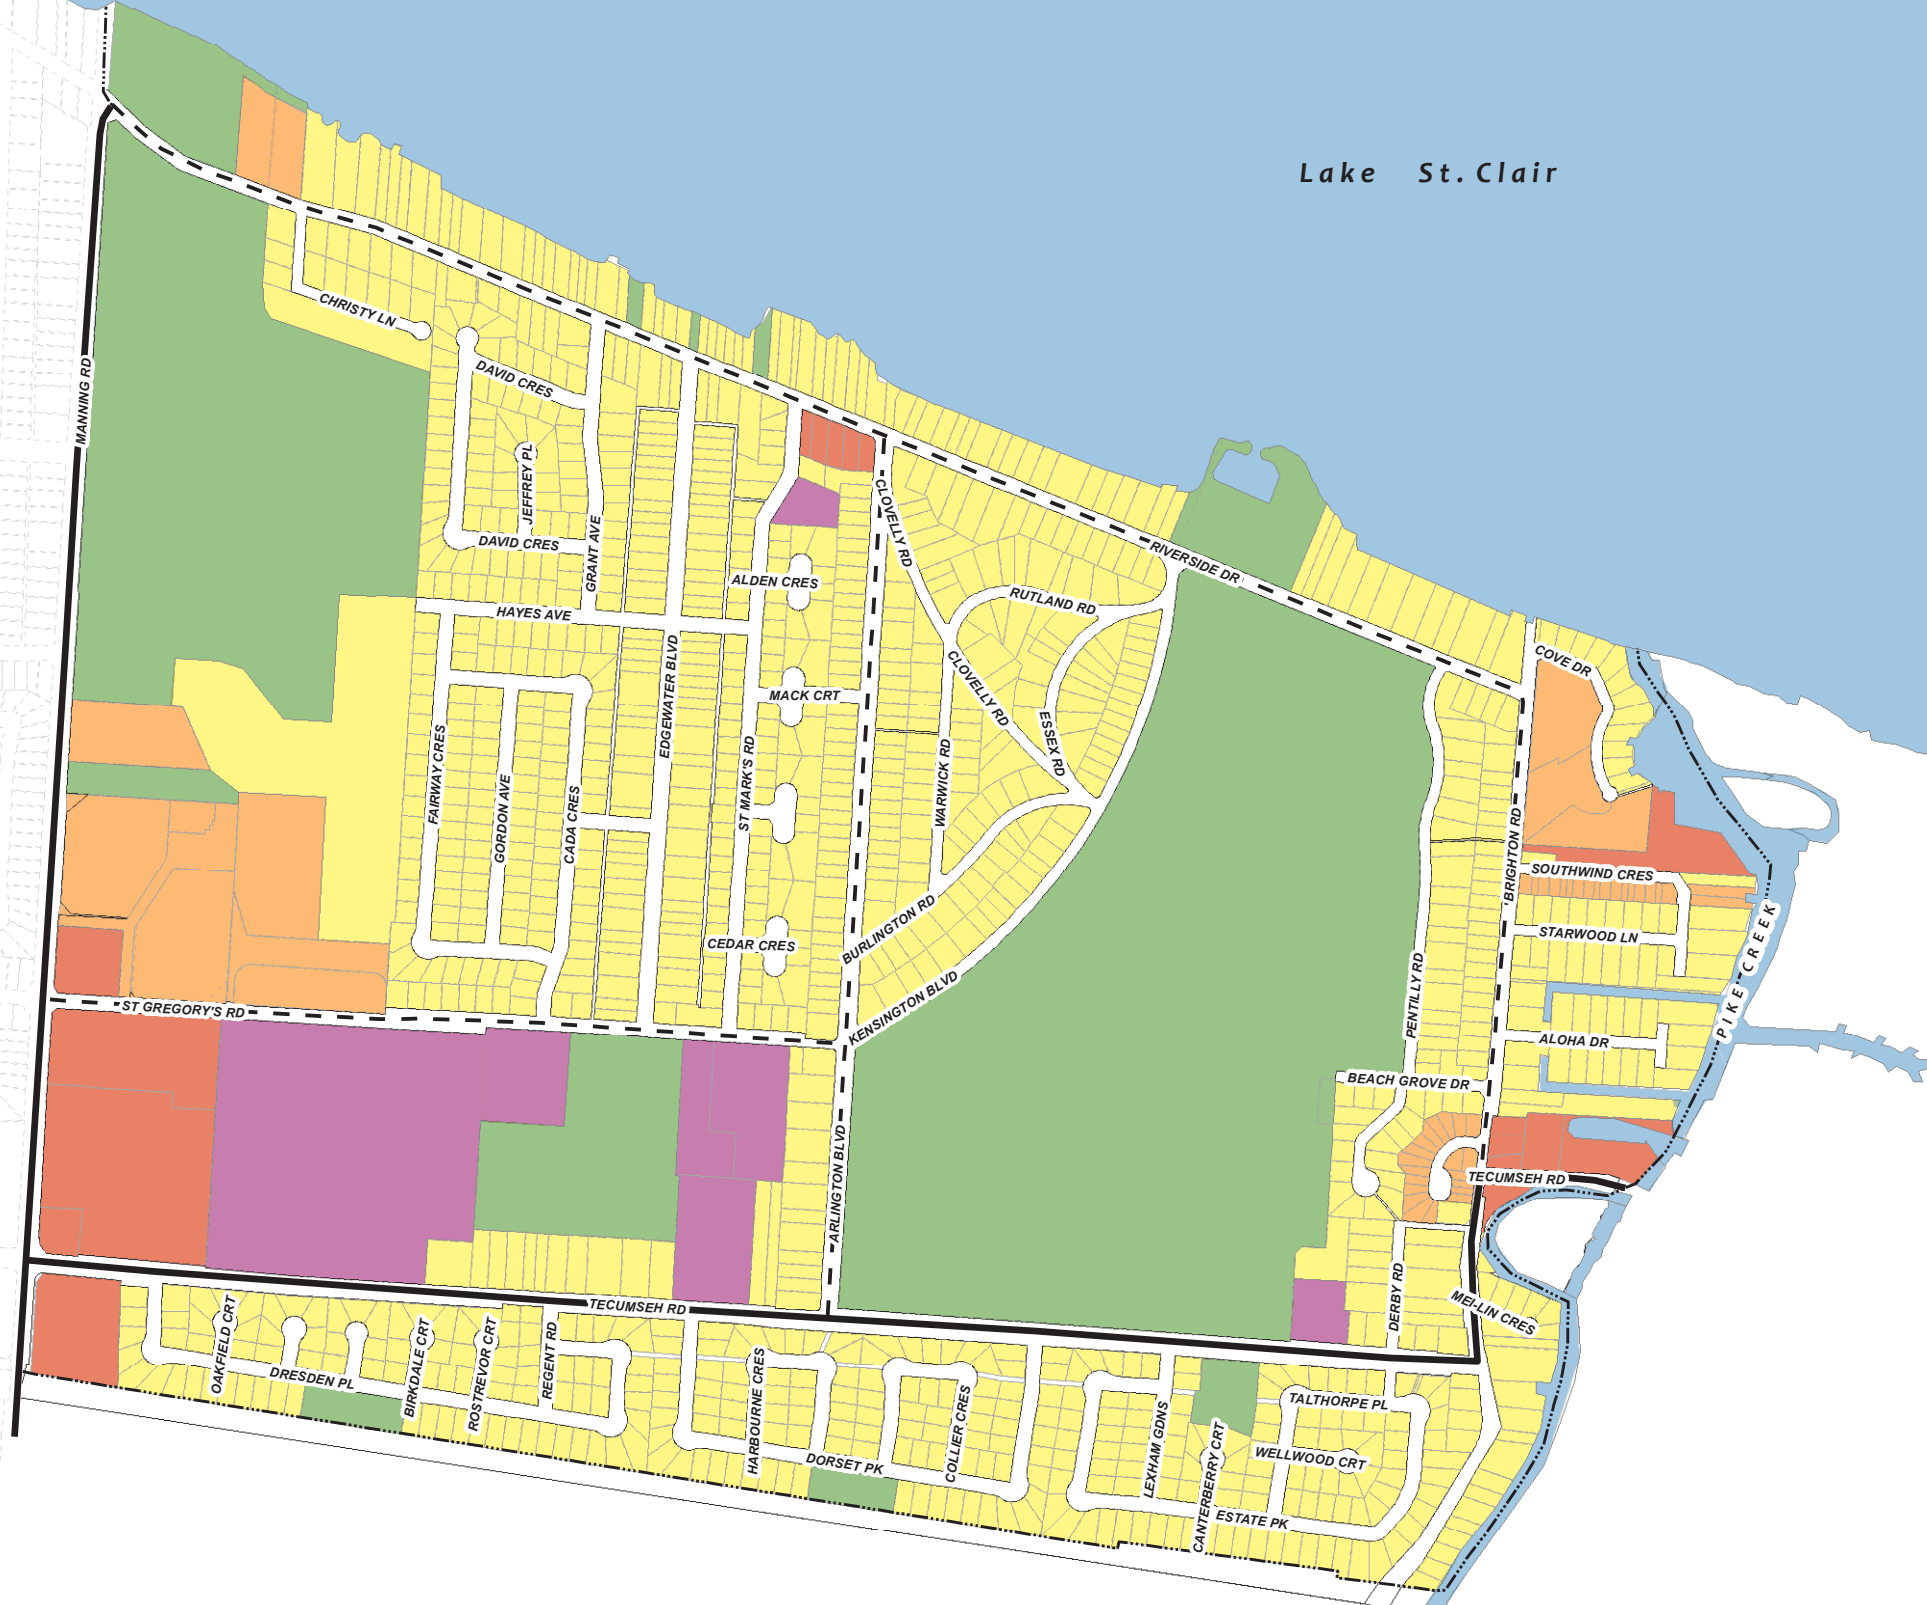 Lake St. Clair
CHRISTY LN
MANNING RD
DAVID CRES
JEFFREY PL
DAVID CRES
GRANT AVE
CLOVELLY RD
RIVERSIDE DR
ALDEN CRES
RUTLAND RD
HAYES AVE
COVE DR
EDGEWATER BLVD
CLOVELLY RD
MACK CRT
ESSEX RD
FAIRWAY CRES
GORDON AVE
CADA CRES
ST MARK'S RD
WARWICK RD
BRIGHTON RD
SOUTHWIND CRES
BURLINGTON RD
CEDAR CRES
STARWOOD LN
PIKE CREEK
PENTILLY RD
KENSINGTON BLVD
ST GREGORY'S RD
ALOHA DR
BEACH GROVE DR
ARLINGTON BLVD
TECUMSEH RD
DERBY RD
MEI-LIN CRES
TECUMSEH RD
OAKFIELD CRT
DRESDEN PL
BIRKDALE CRT
ROSTREVOR CRT
REGENT RD
HARBOURNE CRES
DORSET PK
COLLIER CRES
LEXHAM GDNS
CANTERBERRY CRT
TALTHORPE PL
WELLWOOD CRT
ESTATE PK